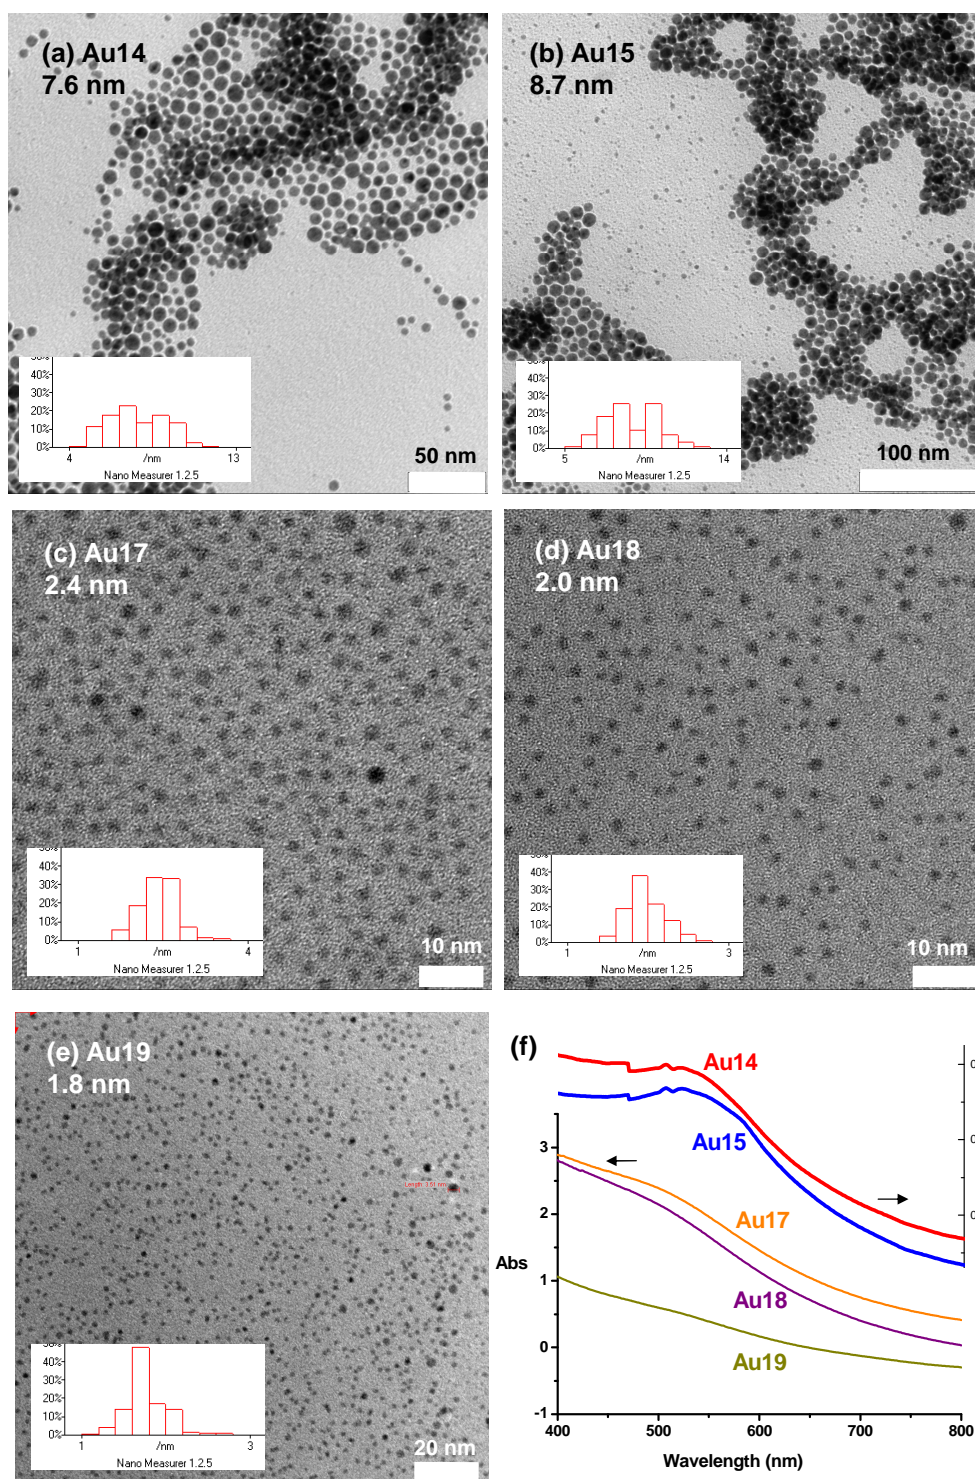 (a) Au14
7.6 nm
40%
30%
20%
10%
0%
4
/nm
13
Nano Measurer 1.2.5
50 nm
(b) Au15
8.7 nm
40%
30%
20%
10%
0%
5
/nm
14
Nano Measurer 1.2.5
100 nm
(c) Au17
2.4 nm
40%
30%
20%
10%
0%
1
/nm
4
Nano Measurer 1.2.5
10 nm
(d) Au18
2.0 nm
40%
30%
20%
10%
0%
1
/nm
3
Nano Measurer 1.2.5
10 nm
(e) Au19
1.8 nm
40%
30%
20%
10%
0%
1
/nm
3
Nano Measurer 1.2.5
20 nm
(f)
Au14
Au15
Au17
Au18
Au19
Abs
3
2
1
0
-1
0
0
0
400 500 600 700 800
Wavelength (nm)